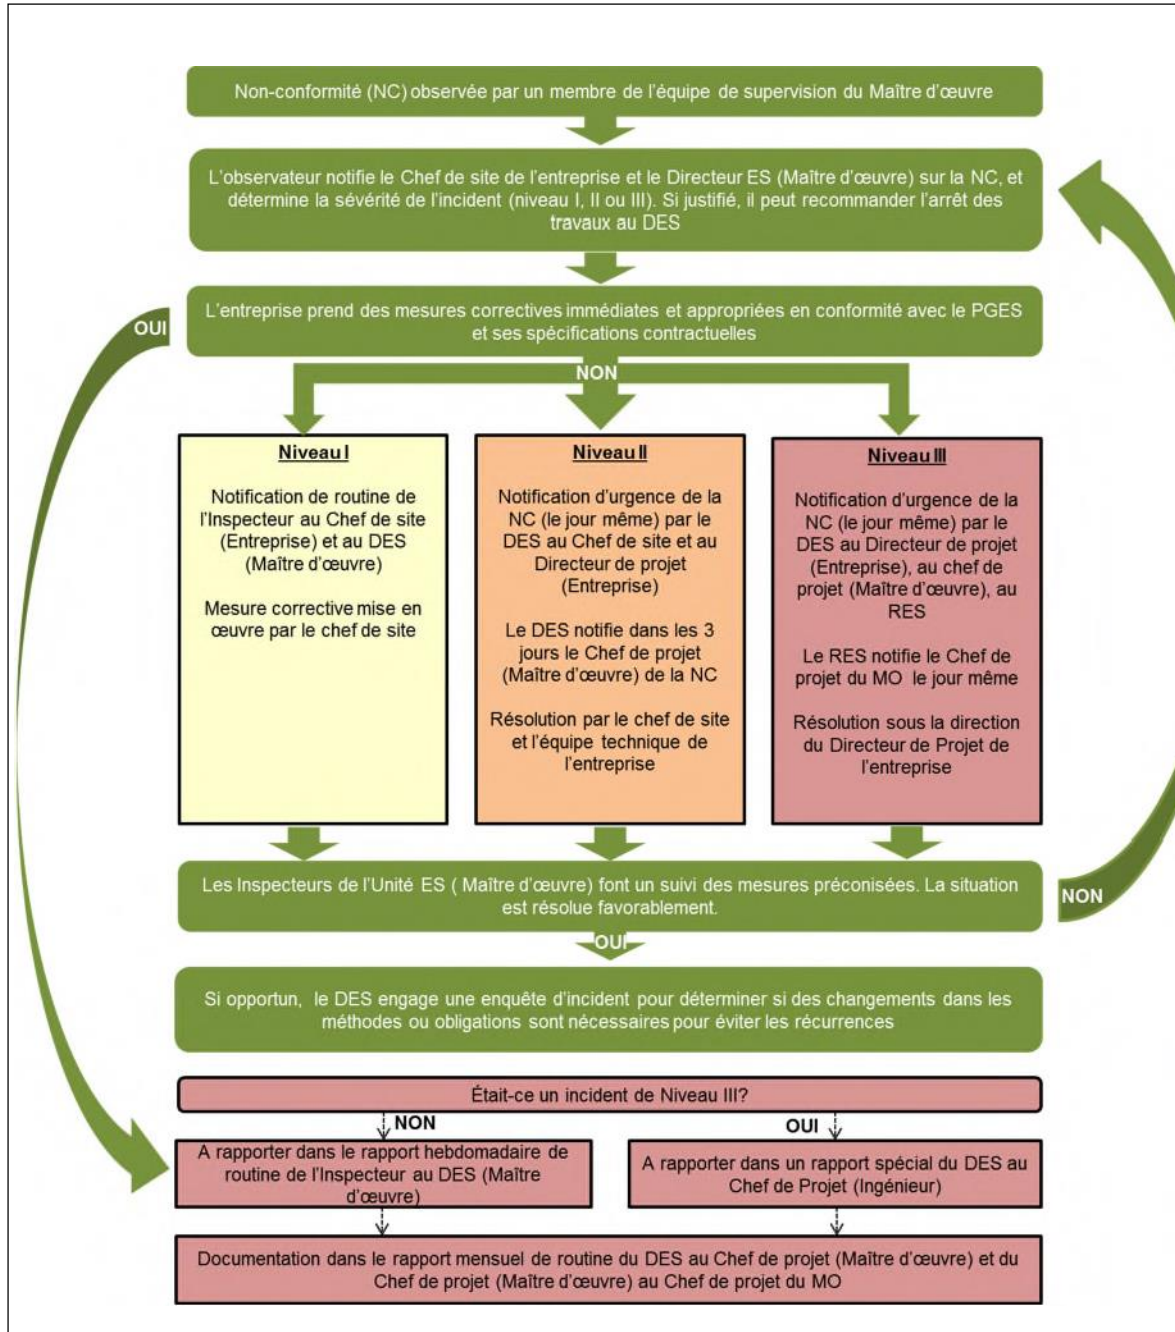 Non-conformité (NC) observée par un membre de l'équipe de supervision du Maître d'œuvre
L'observateur notifie le Chef de site de l'entreprise et le Directeur ES (Maître d'œuvre) sur la NC, et
détermine la sévérité de l'incident (niveau I, II ou III). Si justifié, il peut recommander l'arrêt des
travaux au DES
OUI
L'entreprise prend des mesures correctives immédiates et appropriées en conformité avec le PGES
et ses spécifications contractuelles
NON
Niveau I
Notification de routine de
l'Inspecteur au Chef de site
(Entreprise) et au DES
(Maître d'œuvre)
Mesure corrective mise en
œuvre par le chef de site
Niveau II
Notification d'urgence de la
NC (le jour même) par le
DES au Chef de site et au
Directeur de projet
(Entreprise)
Le DES notifie dans les 3
jours le Chef de projet
(Maître d'œuvre) de la NC
Résolution par le chef de site
et l'équipe technique de
l'entreprise
Niveau III
Notification d'urgence de la
NC (le jour même) par le
DES au Directeur de projet
(Entreprise), au chef de
projet (Maître d'œuvre), au
RES
Le RES notifie le Chef de
projet du MO le jour même
Résolution sous la direction
du Directeur de Projet de
l'entreprise
Les Inspecteurs de l'Unité ES ( Maître d'œuvre) font un suivi des mesures préconisées. La situation
est résolue favorablement.
NON
OUI
Si opportun, le DES engage une enquête d'incident pour déterminer si des changements dans les
méthodes ou obligations sont nécessaires pour éviter les récurrences
Était-ce un incident de Niveau III?
NON
OUI
A rapporter dans le rapport hebdomadaire de
routine de l'Inspecteur au DES (Maître
d'œuvre)
A rapporter dans un rapport spécial du DES au
Chef de Projet (Ingénieur)
Documentation dans le rapport mensuel de routine du DES au Chef de projet (Maître d'œuvre) et du
Chef de projet (Maître d'œuvre) au Chef de projet du MO